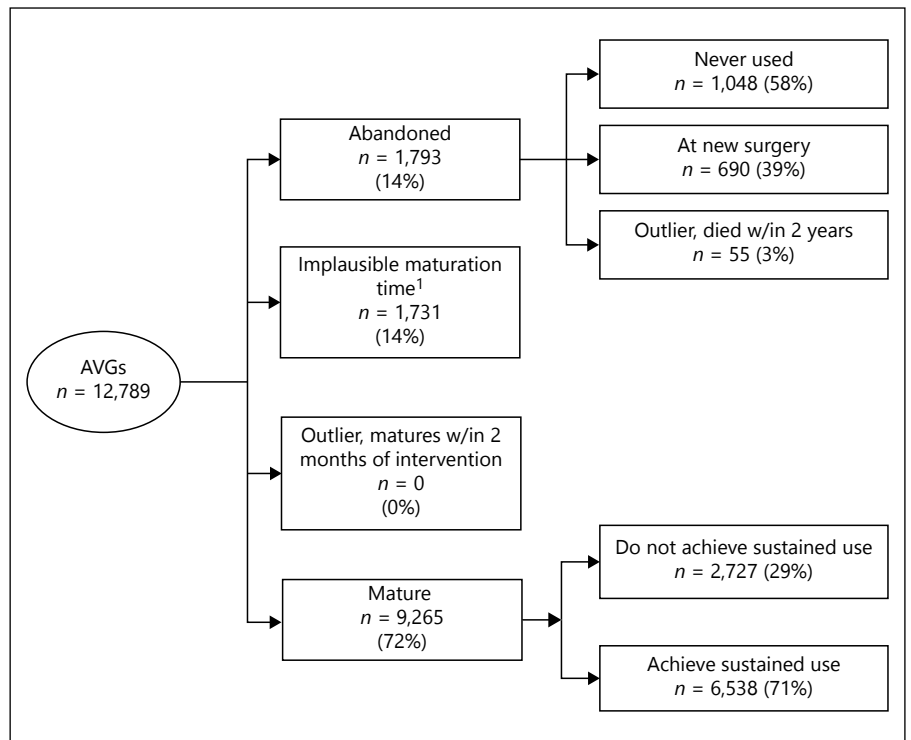 AVGs
n = 12,789
Abandoned
n = 1,793
(14%)
Implausible maturation
time¹
n = 1,731
(14%)
Outlier, matures w/in 2
months of intervention
n = 0
(0%)
Mature
n = 9,265
(72%)
Never used
n = 1,048 (58%)
At new surgery
n = 690 (39%)
Outlier, died w/in 2 years
n = 55 (3%)
Do not achieve sustained use
n = 2,727 (29%)
Achieve sustained use
n = 6,538 (71%)